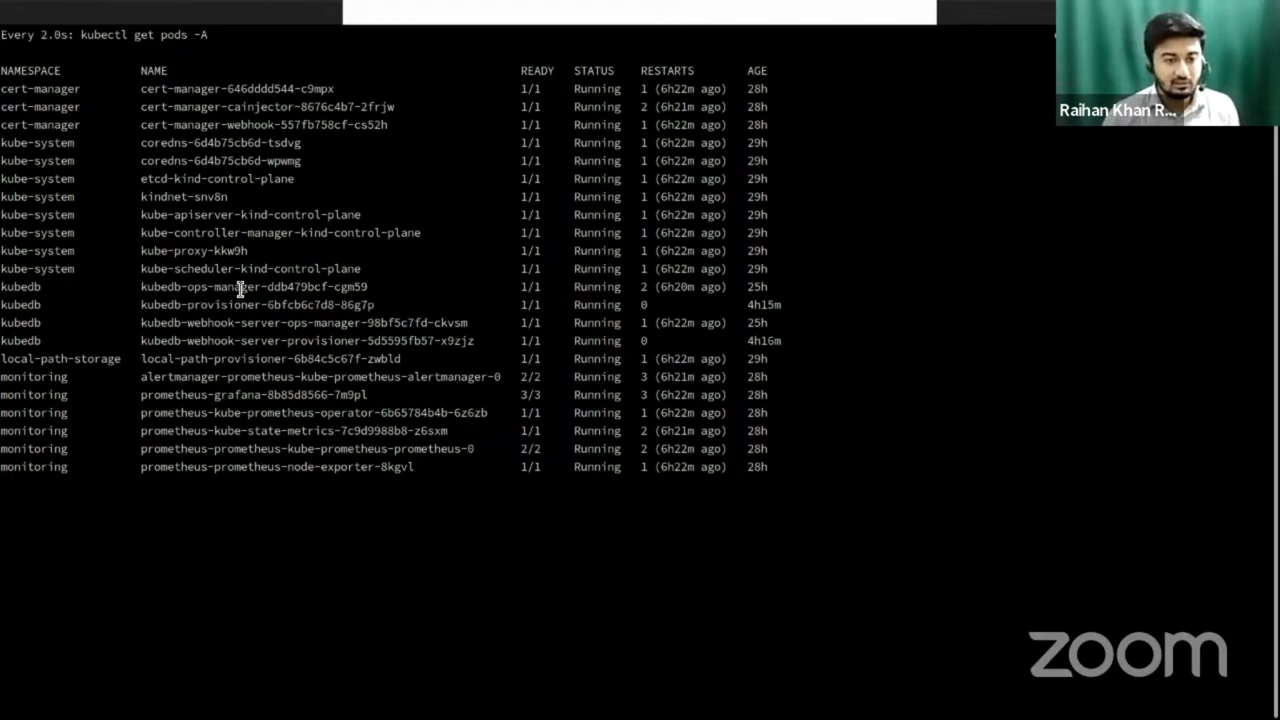 Every 2.0s: kubectl get pods -A
NAMESPACE NAME READY STATUS RESTARTS AGE
cert-manager cert-manager-646dddd544-c9mpx 1/1 Running 1 (6h22m ago) 28h
cert-manager cert-manager-cainjector-8676c4b7-2frjw 1/1 Running 2 (6h21m ago) 28h
cert-manager cert-manager-webhook-557fb758cf-cs52h 1/1 Running 1 (6h22m ago) 28h
kube-system coredns-6d4b75cb6d-tsdvg 1/1 Running 1 (6h22m ago) 29h
kube-system coredns-6d4b75cb6d-wpwmg 1/1 Running 1 (6h22m ago) 29h
kube-system etcd-kind-control-plane 1/1 Running 1 (6h22m ago) 29h
kube-system kindnet-snv8n 1/1 Running 1 (6h22m ago) 29h
kube-system kube-apiserver-kind-control-plane 1/1 Running 1 (6h22m ago) 29h
kube-system kube-controller-manager-kind-control-plane 1/1 Running 1 (6h22m ago) 29h
kube-system kube-proxy-kkw9h 1/1 Running 1 (6h22m ago) 29h
kube-system kube-scheduler-kind-control-plane 1/1 Running 1 (6h22m ago) 29h
kubedb kubedb-ops-manager-ddb479bcf-cgm59 1/1 Running 2 (6h20m ago) 25h
kubedb kubedb-provisioner-6bfcb6c7d8-86g7p 1/1 Running 0 4h15m
kubedb kubedb-webhook-server-ops-manager-98bf5c7fd-ckvsm 1/1 Running 1 (6h22m ago) 25h
kubedb kubedb-webhook-server-provisioner-5d5595fb57-x9zjz 1/1 Running 0 4h16m
local-path-storage local-path-provisioner-6b84c5c67f-zwbld 1/1 Running 1 (6h22m ago) 29h
monitoring alertmanager-prometheus-kube-prometheus-alertmanager-0 2/2 Running 3 (6h21m ago) 28h
monitoring prometheus-grafana-8b85d8566-7m9pl 3/3 Running 3 (6h22m ago) 28h
monitoring prometheus-kube-prometheus-operator-6b65784b4b-6z6zb 1/1 Running 1 (6h22m ago) 28h
monitoring prometheus-kube-state-metrics-7c9d9988b8-z6sxm 1/1 Running 2 (6h21m ago) 28h
monitoring prometheus-prometheus-kube-prometheus-prometheus-0 2/2 Running 2 (6h22m ago) 28h
monitoring prometheus-prometheus-node-exporter-8kgvl 1/1 Running 1 (6h22m ago) 28h
Raihan Khan R...
zoom